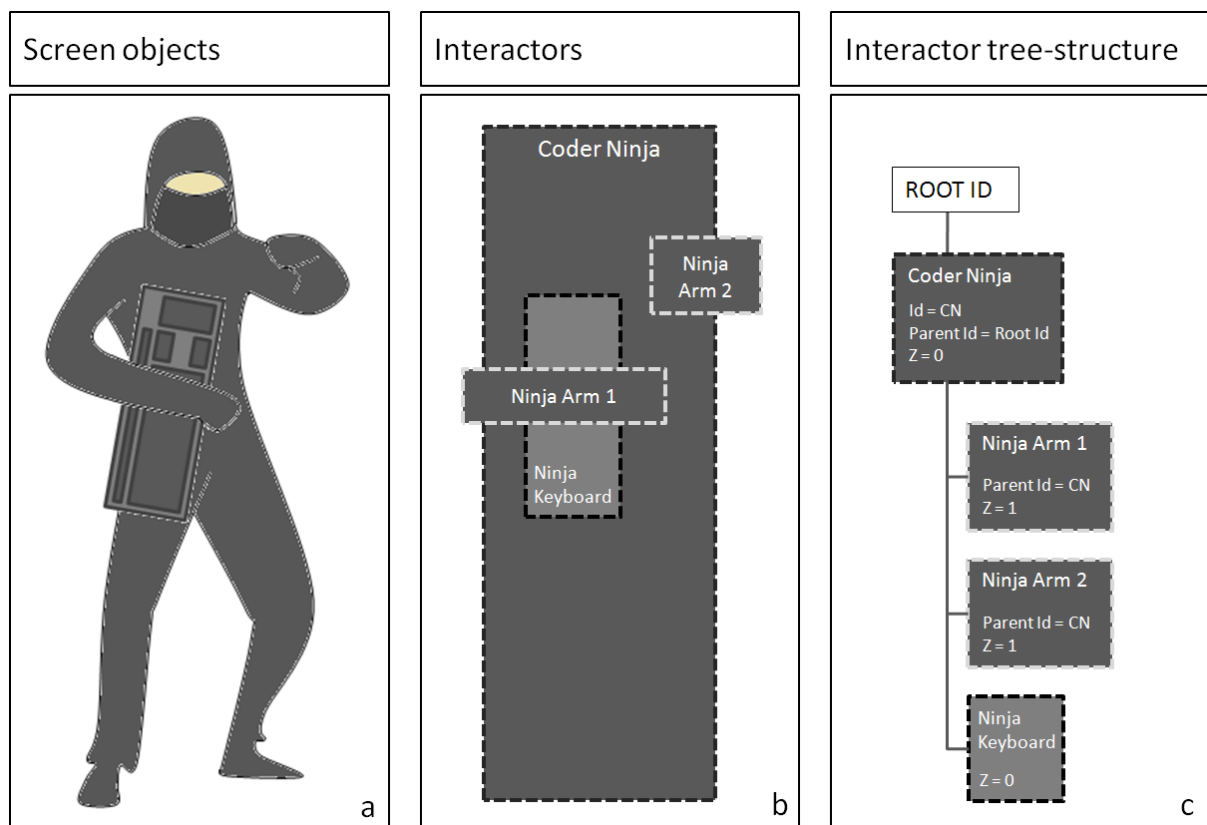 Screen objects
Interactors
Interactor tree-structure
a
Coder Ninja
Ninja
Arm 2
Ninja Arm 1
Ninja
Keyboard
b
ROOT ID
Coder Ninja
Id = CN
Parent Id = Root Id
Z = 0
Ninja Arm 1
Parent Id = CN
Z = 1
Ninja Arm 2
Parent Id = CN
Z = 1
Ninja
Keyboard
Z = 0
c